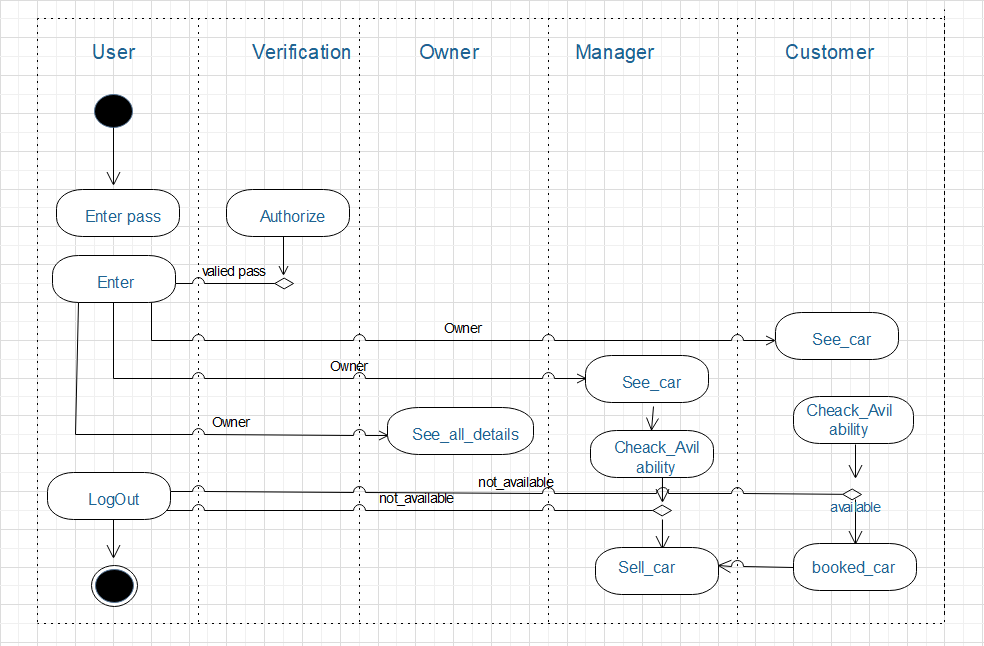 User
Verification
Owner
Manager
Customer
Enter pass
Authorize
Enter
valied pass
Owner
See_car
Owner
See_car
Owner
See_all_details
Cheack_Avil
ability
Cheack_Avil
ability
LogOut
not_available
not_available
available
Sell_car
booked_car